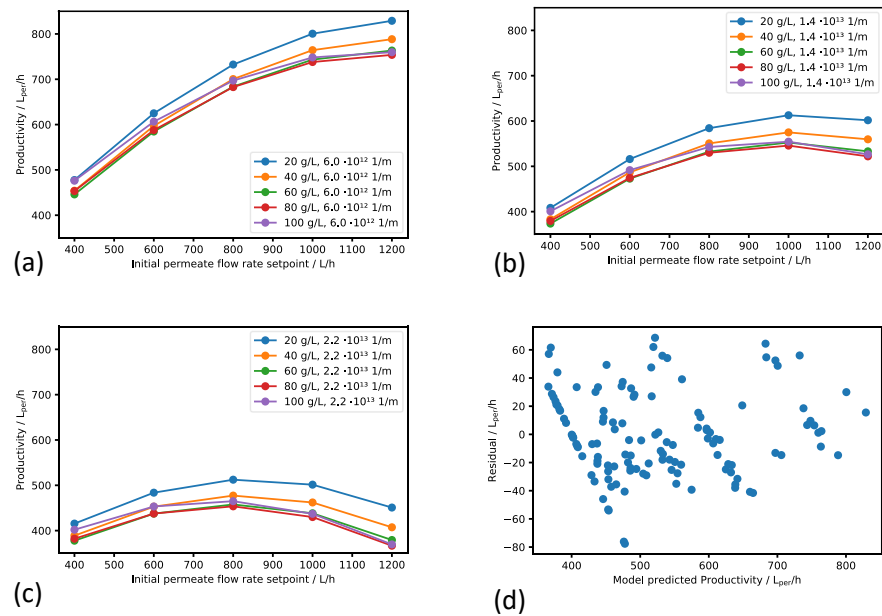 800
700
600
500
400
Productivity / Lper/h
20 g/L, 6.0·10¹² 1/m
40 g/L, 6.0·10¹² 1/m
60 g/L, 6.0·10¹² 1/m
80 g/L, 6.0·10¹² 1/m
100 g/L, 6.0·10¹² 1/m
400 500 600 700 800 900 1000 1100 1200
Initial permeate flow rate setpoint / L/h
(a)
800
700
600
500
400
Productivity / Lper/h
20 g/L, 1.4·10¹³ 1/m
40 g/L, 1.4·10¹³ 1/m
60 g/L, 1.4·10¹³ 1/m
80 g/L, 1.4·10¹³ 1/m
100 g/L, 1.4·10¹³ 1/m
400 500 600 700 800 900 1000 1100 1200
Initial permeate flow rate setpoint / L/h
(b)
800
700
600
500
400
Productivity / Lper/h
20 g/L, 2.2·10¹³ 1/m
40 g/L, 2.2·10¹³ 1/m
60 g/L, 2.2·10¹³ 1/m
80 g/L, 2.2·10¹³ 1/m
100 g/L, 2.2·10¹³ 1/m
400 500 600 700 800 900 1000 1100 1200
Initial permeate flow rate setpoint / L/h
(c)
60
40
20
0
−20
−40
−60
−80
Residual / Lper/h
400 500 600 700 800
Model predicted Productivity / Lper/h
(d)